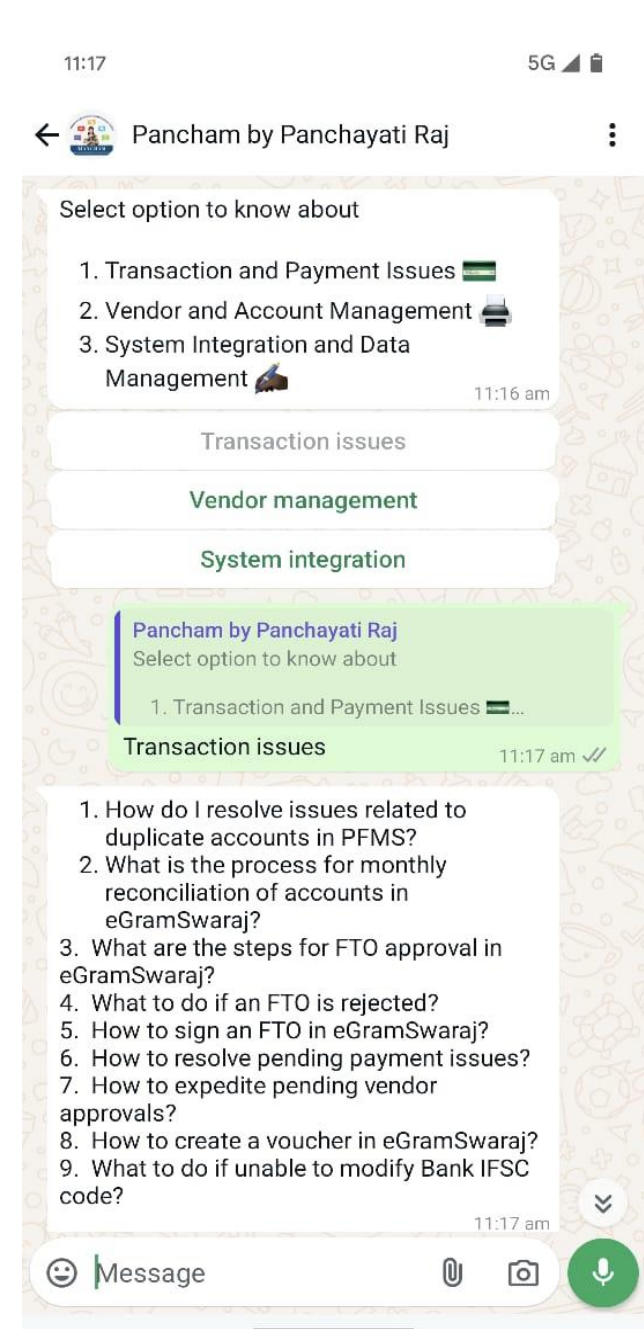 11:17
5G
Pancham by Panchayati Raj
Select option to know about
1. Transaction and Payment Issues
2. Vendor and Account Management
3. System Integration and Data
Management
11:16 am
Transaction issues
Vendor management
System integration
Pancham by Panchayati Raj
Select option to know about
1. Transaction and Payment Issues ...
Transaction issues
11:17 am
1. How do I resolve issues related to
duplicate accounts in PFMS?
2. What is the process for monthly
reconciliation of accounts in
eGramSwaraj?
3. What are the steps for FTO approval in
eGramSwaraj?
4. What to do if an FTO is rejected?
5. How to sign an FTO in eGramSwaraj?
6. How to resolve pending payment issues?
7. How to expedite pending vendor
approvals?
8. How to create a voucher in eGramSwaraj?
9. What to do if unable to modify Bank IFSC
code?
11:17 am
Message